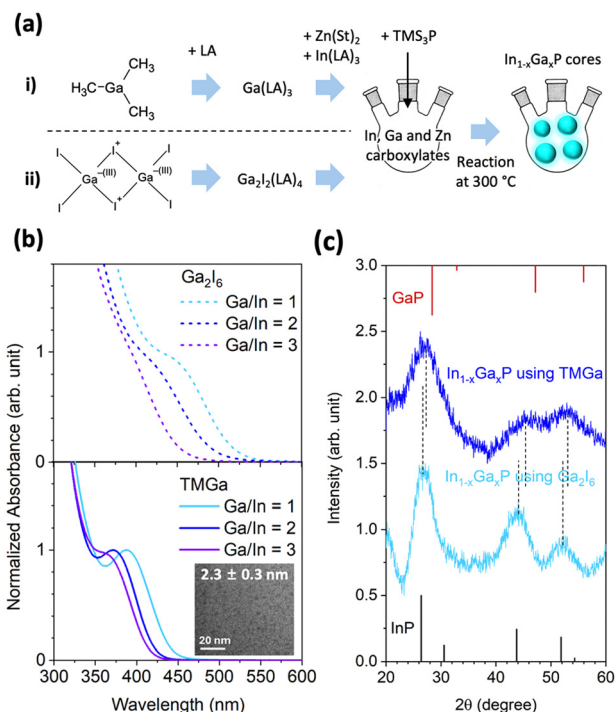 (a)
+ LA
+ Zn(St)₂
+ In(LA)₃
+ TMS₃P
In₁₋ₓGaₓP cores
i)
H₃C
Ga
CH₃
CH₃
Ga(LA)₃
In, Ga and Zn
carboxylates
Reaction
at 300 °C
ii)
I
I⁺
I
Ga
−(III)
Ga
−(III)
I
I⁺
I
Ga₂I₂(LA)₄
(b)
Ga₂I₆
Ga/In = 1
Ga/In = 2
Ga/In = 3
1
0
TMGa
Ga/In = 1
Ga/In = 2
Ga/In = 3
2.3 ± 0.3 nm
20 nm
1
0
300 350 400 450 500 550 600
Wavelength (nm)
Normalized Absorbance (arb. unit)
(c)
3.0
2.5
2.0
1.5
1.0
0.5
0.0
GaP
In₁₋ₓGaₓP using TMGa
In₁₋ₓGaₓP using Ga₂I₆
InP
20 30 40 50 60
2θ (degree)
Intensity (arb. unit)